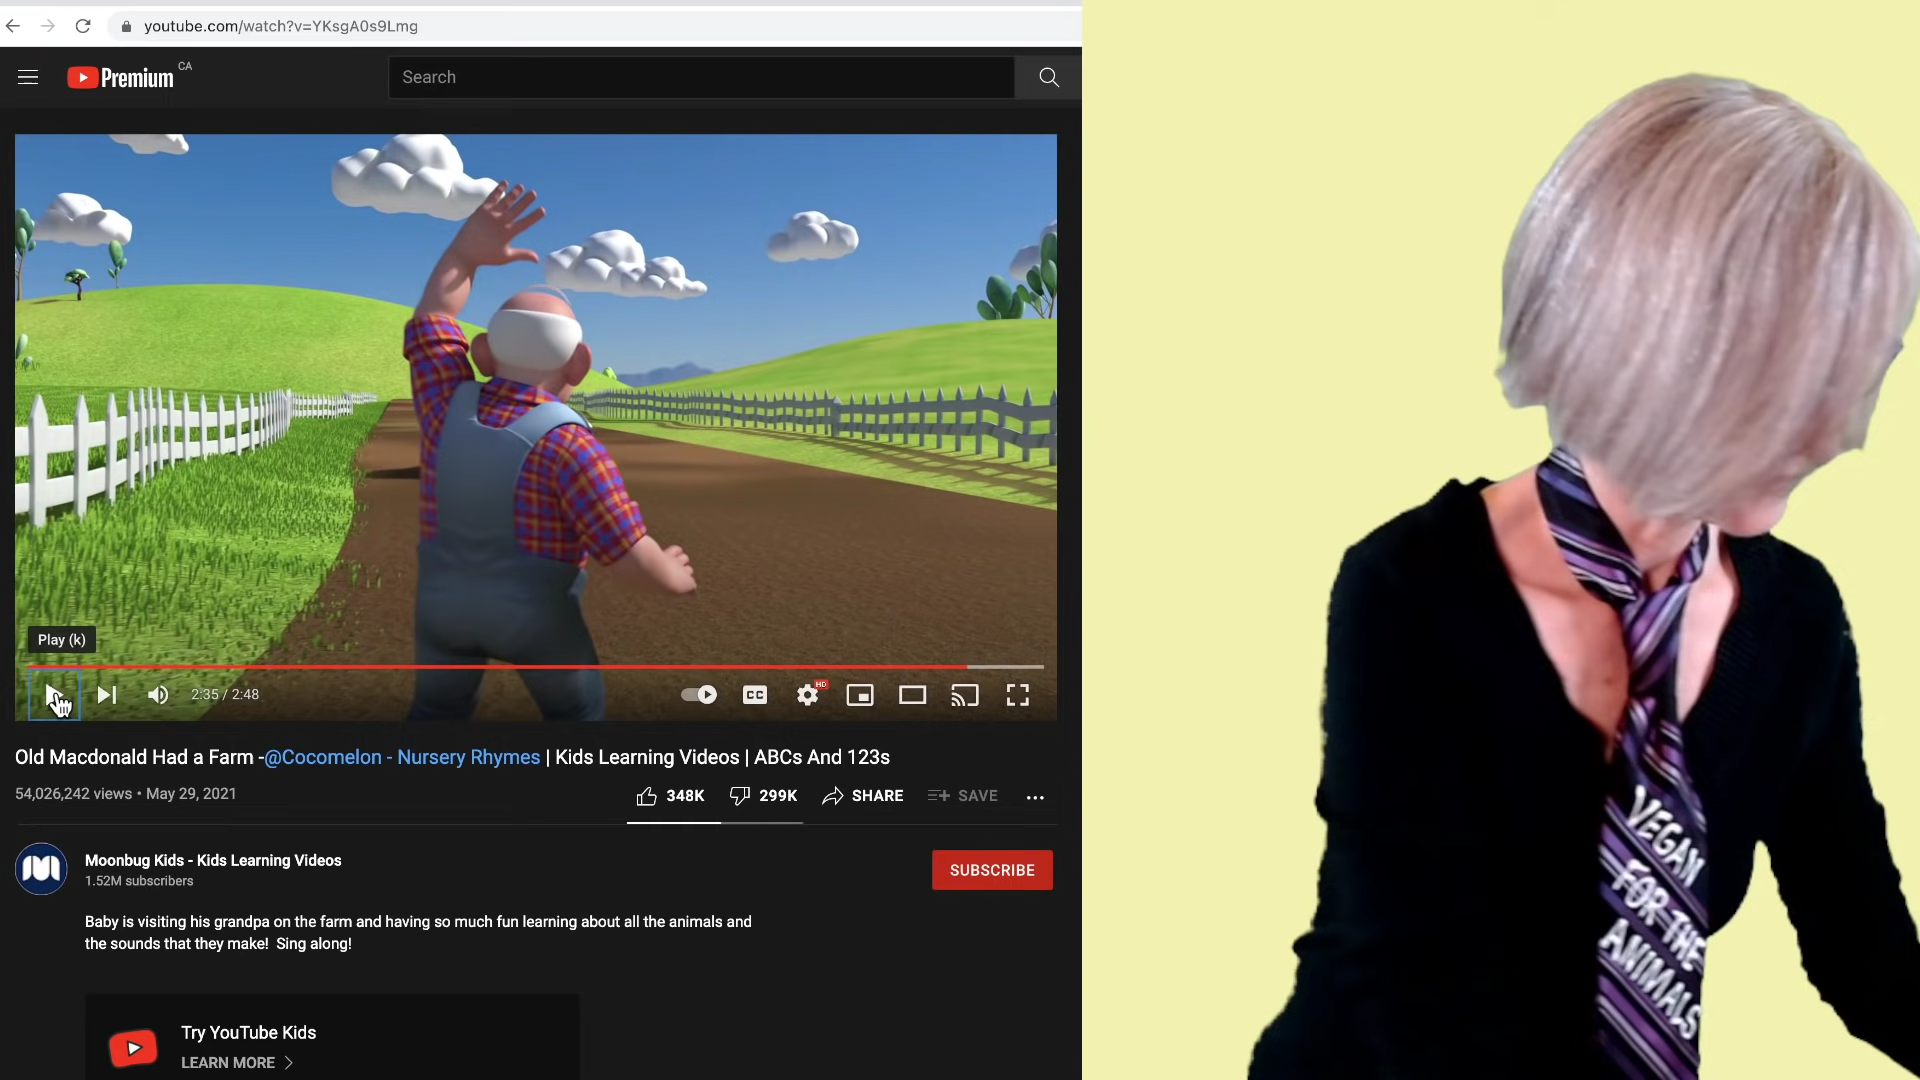 youtube.com/watch?v=YKsgA0s9Lmg
Premium CA
Search
Play (k)
2:35 / 2:48
CC
HD
Old Macdonald Had a Farm -@Cocomelon - Nursery Rhymes | Kids Learning Videos | ABCs And 123s
54,026,242 views • May 29, 2021
348K
299K
SHARE
SAVE
Moonbug Kids - Kids Learning Videos
1.52M subscribers
SUBSCRIBE
Baby is visiting his grandpa on the farm and having so much fun learning about all the animals and
the sounds that they make! Sing along!
Try YouTube Kids
LEARN MORE
VEGAN
FOR THE
ANIMALS